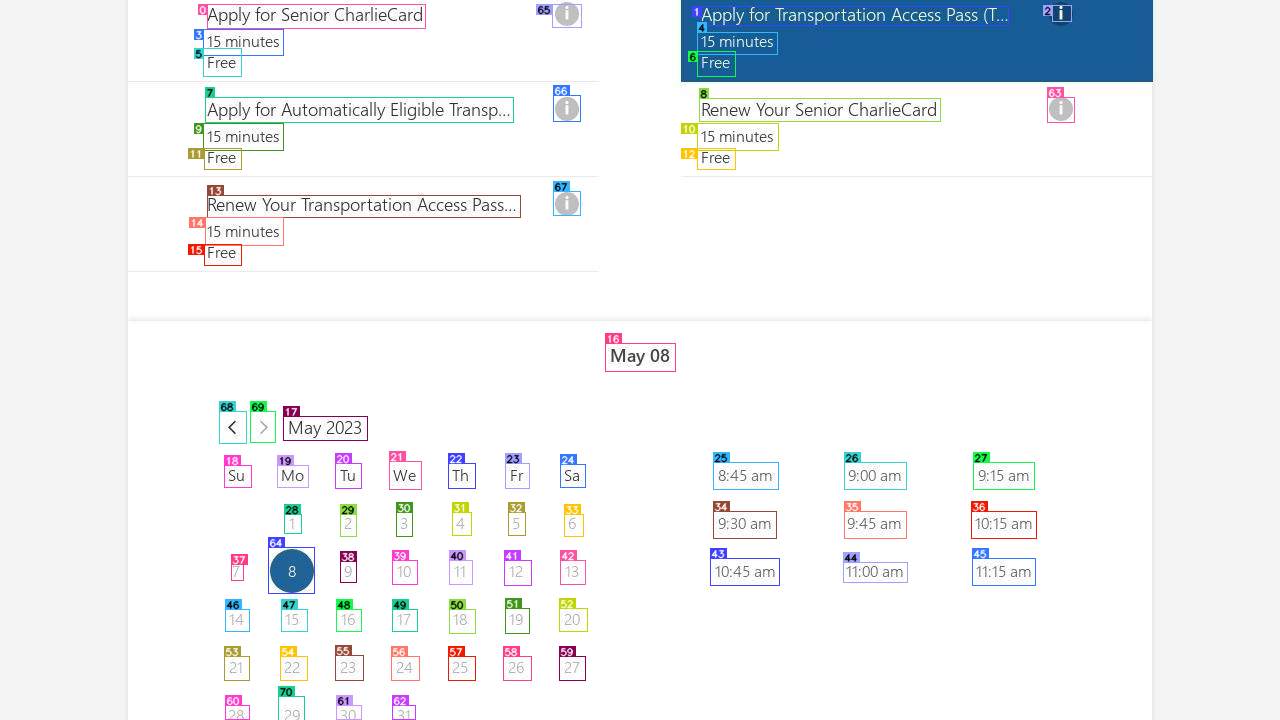 Apply for Senior CharlieCard
15 minutes
Free
Apply for Transportation Access Pass (T...
15 minutes
Free
Apply for Automatically Eligible Transp...
15 minutes
Free
Renew Your Senior CharlieCard
15 minutes
Free
Renew Your Transportation Access Pass...
15 minutes
Free
May 08
May 2023
Su Mo Tu We Th Fr Sa
1 2 3 4 5 6
7 8 9 10 11 12 13
14 15 16 17 18 19 20
21 22 23 24 25 26 27
28 29 30 31
8:45 am 9:00 am 9:15 am
9:30 am 9:45 am 10:15 am
10:45 am 11:00 am 11:15 am
0
65
1
2
3
4
5
6
7
66
8
63
9
10
11
12
13
67
14
15
16
68
69
17
18
19
20
21
22
23
24
25
26
27
28
29
30
31
32
33
34
35
36
37
64
38
39
40
41
42
43
44
45
46
47
48
49
50
51
52
53
54
55
56
57
58
59
60
70
61
62